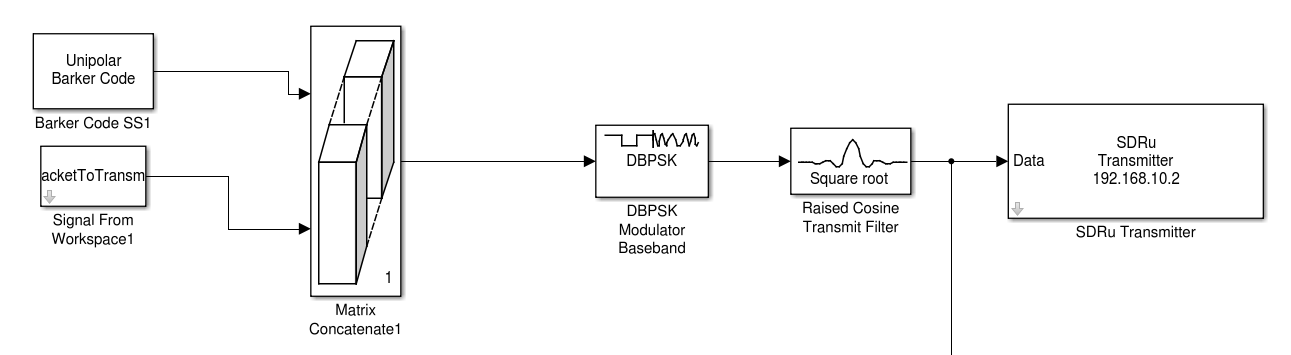 Unipolar
Barker Code
Barker Code SS1
acketToTransm
Signal From
Workspace1
1
Matrix
Concatenate1
DBPSK
DBPSK
Modulator
Baseband
Square root
Raised Cosine
Transmit Filter
Data
SDRu
Transmitter
192.168.10.2
SDRu Transmitter